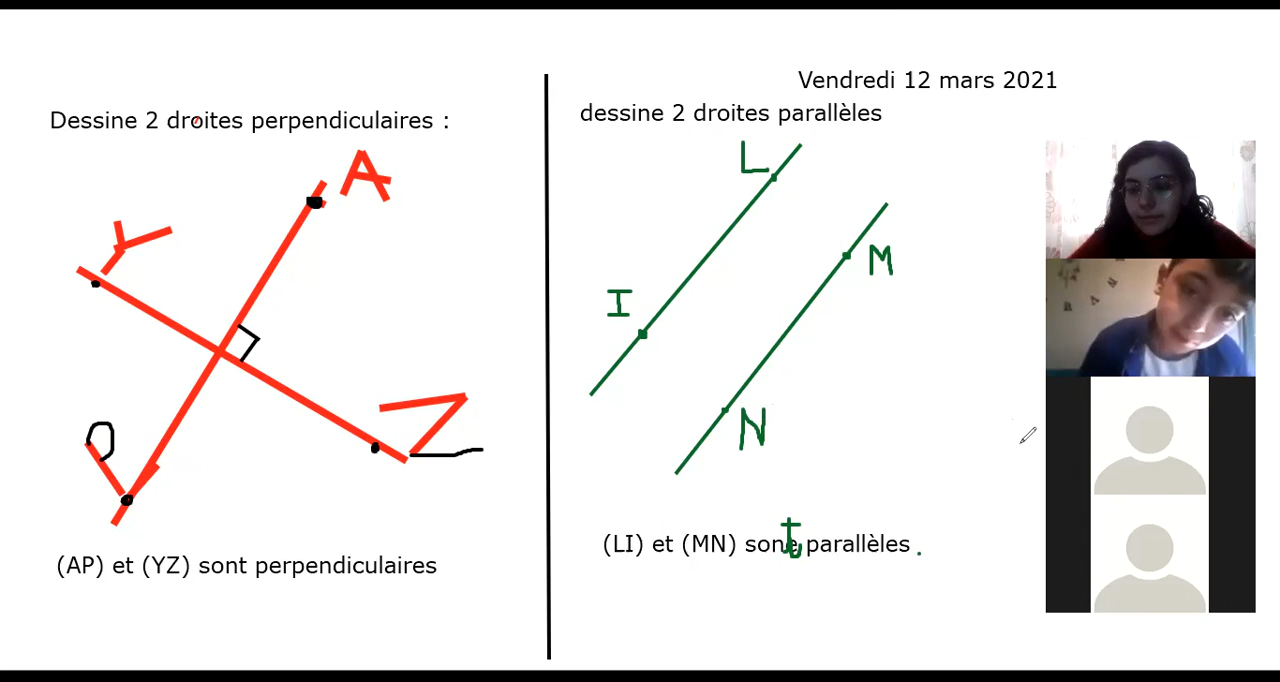 Vendredi 12 mars 2021
Dessine 2 droites perpendiculaires :
A
Y
Z
P
(AP) et (YZ) sont perpendiculaires
dessine 2 droites parallèles
L
M
I
N
(LI) et (MN) sont parallèles.